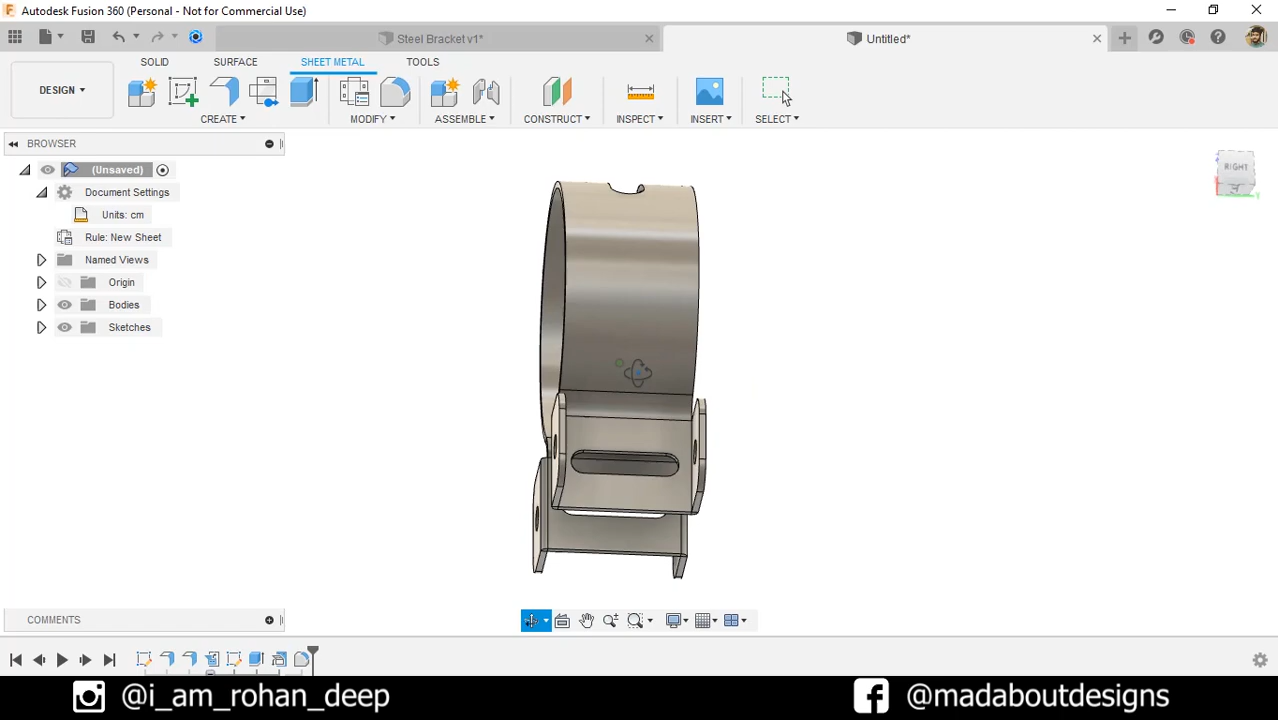 Autodesk Fusion 360 (Personal - Not for Commercial Use)
Steel Bracket v1*
Untitled*
SOLID
SURFACE
SHEET METAL
TOOLS
DESIGN
CREATE
MODIFY
ASSEMBLE
CONSTRUCT
INSPECT
INSERT
SELECT
BROWSER
(Unsaved)
Document Settings
Units: cm
Rule: New Sheet
Named Views
Origin
Bodies
Sketches
RIGHT
COMMENTS
@i_am_rohan_deep
@madaboutdesigns